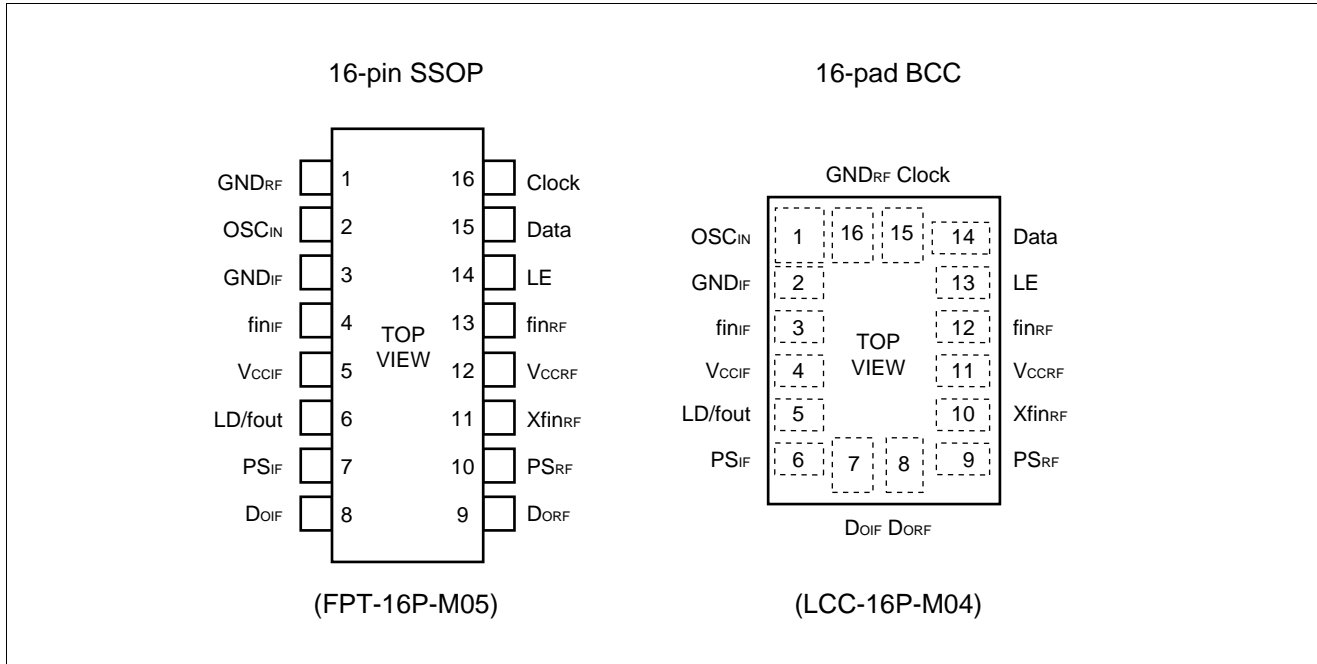 16-pin SSOP
GNDRF 1 16 Clock
OSCIN 2 15 Data
GNDIF 3 14 LE
finIF 4 13 finRF
TOP
VIEW
VCCIF 5 12 VCCRF
LD/fout 6 11 XfinRF
PSIF 7 10 PSRF
DOIF 8 9 DORF
(FPT-16P-M05)
16-pad BCC
GNDRF Clock
OSCIN 1 16 15 14 Data
GNDIF 2 13 LE
finIF 3 12 finRF
TOP
VIEW
VCCIF 4 11 VCCRF
LD/fout 5 10 XfinRF
PSIF 6 7 8 9 PSRF
DOIF DORF
(LCC-16P-M04)